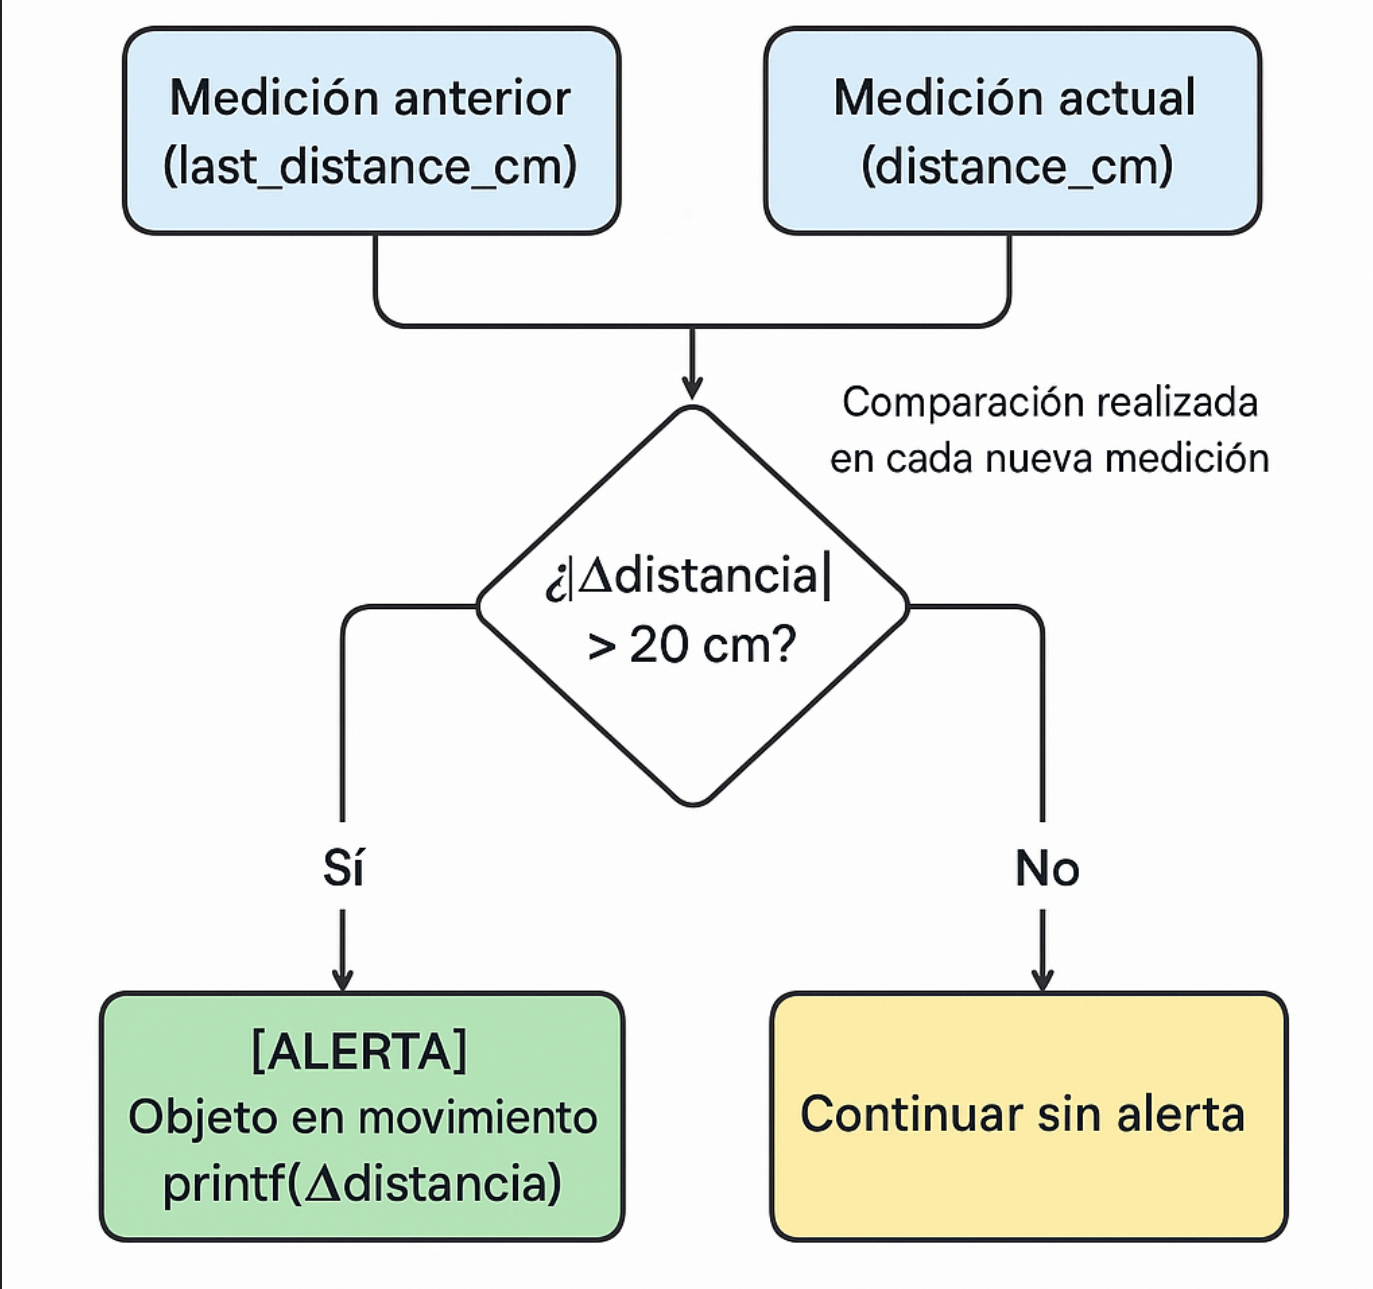 Medición anterior
(last_distance_cm)
Medición actual
(distance_cm)
Comparación realizada
en cada nueva medición
¿|Δdistancia|
> 20 cm?
Sí
No
[ALERTA]
Objeto en movimiento
printf(Δdistancia)
Continuar sin alerta